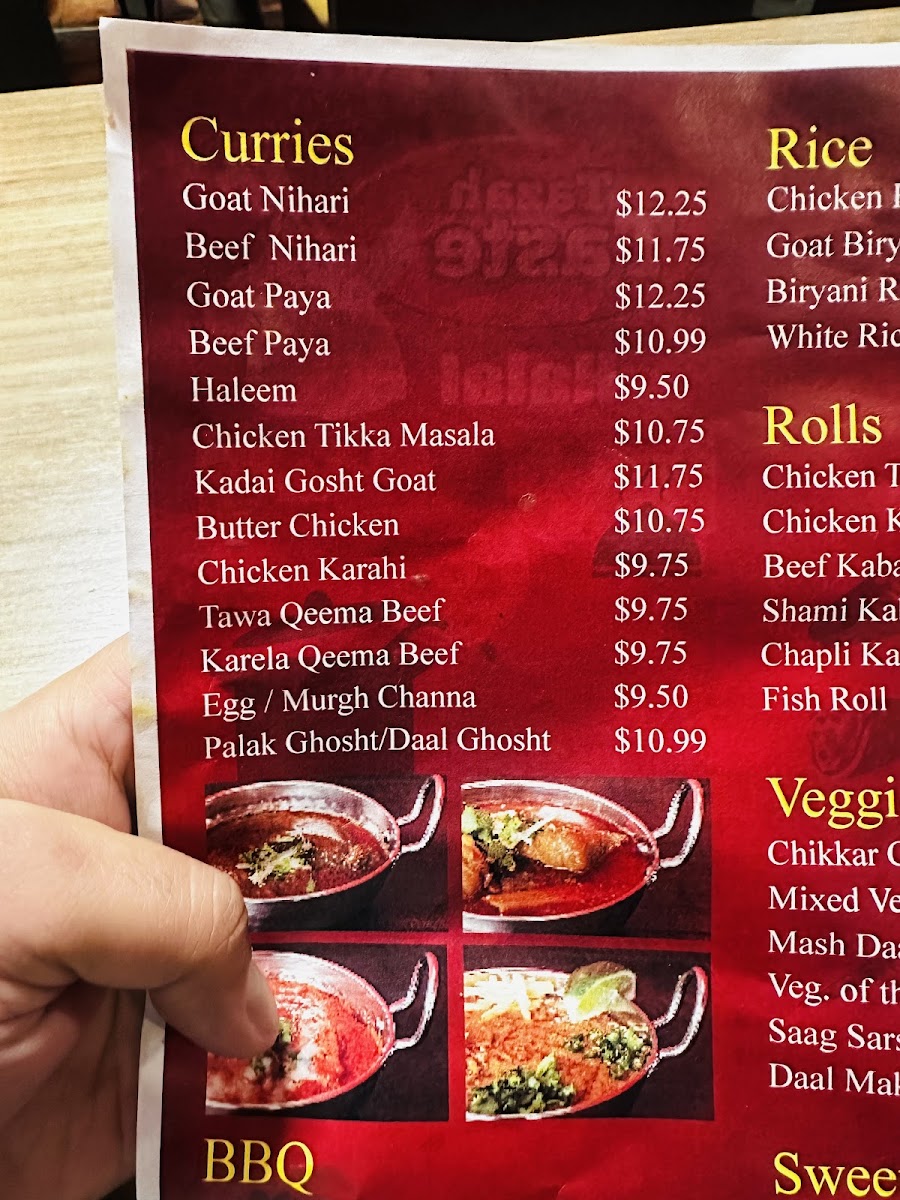 Curries
Goat Nihari $12.25
Beef Nihari $11.75
Goat Paya $12.25
Beef Paya $10.99
Haleem $9.50
Chicken Tikka Masala $10.75
Kadai Gosht Goat $11.75
Butter Chicken $10.75
Chicken Karahi $9.75
Tawa Qeema Beef $9.75
Karela Qeema Beef $9.75
Egg / Murgh Channa $9.50
Palak Ghosht/Daal Ghosht $10.99
BBQ
Rice
Chicken
Goat Biry
Biryani R
White Ric
Rolls
Chicken T
Chicken K
Beef Kaba
Shami Kal
Chapli Ka
Fish Roll
Veggi
Chikkar
Mixed Ve
Mash Daa
Veg. of th
Saag Sars
Daal Mak
Sweet